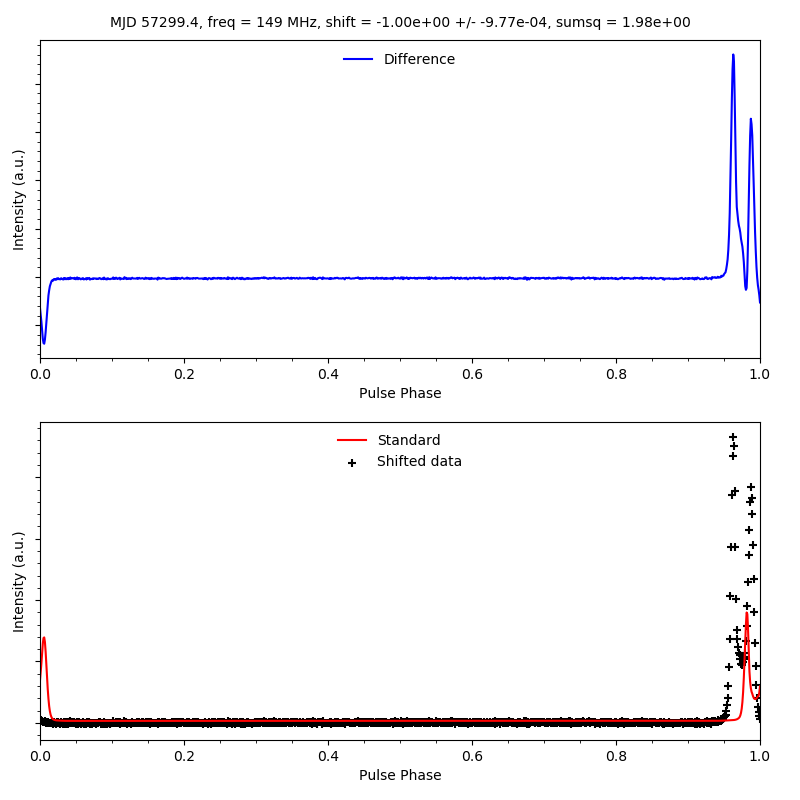 MJD 57299.4, freq = 149 MHz, shift = -1.00e+00 +/- -9.77e-04, sumsq = 1.98e+00
Difference
Intensity (a.u.)
0.0 0.2 0.4 0.6 0.8 1.0
Pulse Phase
Standard
Shifted data
Intensity (a.u.)
0.0 0.2 0.4 0.6 0.8 1.0
Pulse Phase